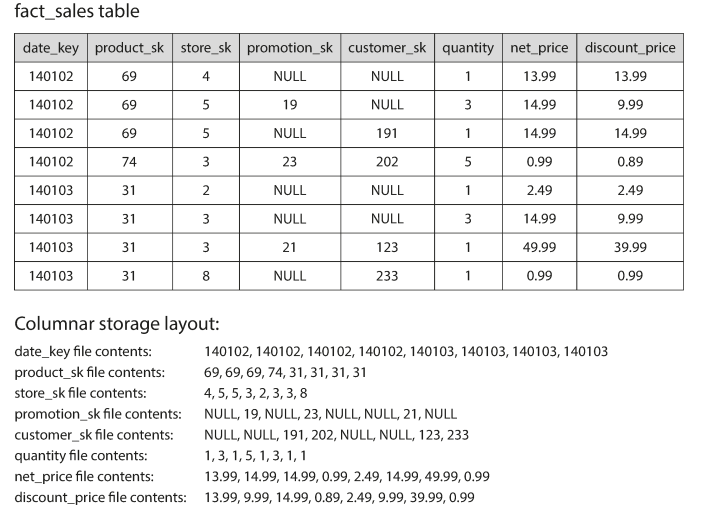 fact_sales table
date_key product_sk store_sk promotion_sk customer_sk quantity net_price discount_price
140102 69 4 NULL NULL 1 13.99 13.99
140102 69 5 19 NULL 3 14.99 9.99
140102 69 5 NULL 191 1 14.99 14.99
140102 74 3 23 202 5 0.99 0.89
140103 31 2 NULL NULL 1 2.49 2.49
140103 31 3 NULL NULL 3 14.99 9.99
140103 31 3 21 123 1 49.99 39.99
140103 31 8 NULL 233 1 0.99 0.99
Columnar storage layout:
date_key file contents: 140102, 140102, 140102, 140102, 140103, 140103, 140103, 140103
product_sk file contents: 69, 69, 69, 74, 31, 31, 31, 31
store_sk file contents: 4, 5, 5, 3, 2, 3, 3, 8
promotion_sk file contents: NULL, 19, NULL, 23, NULL, NULL, 21, NULL
customer_sk file contents: NULL, NULL, 191, 202, NULL, NULL, 123, 233
quantity file contents: 1, 3, 1, 5, 1, 3, 1, 1
net_price file contents: 13.99, 14.99, 14.99, 0.99, 2.49, 14.99, 49.99, 0.99
discount_price file contents: 13.99, 9.99, 14.99, 0.89, 2.49, 9.99, 39.99, 0.99